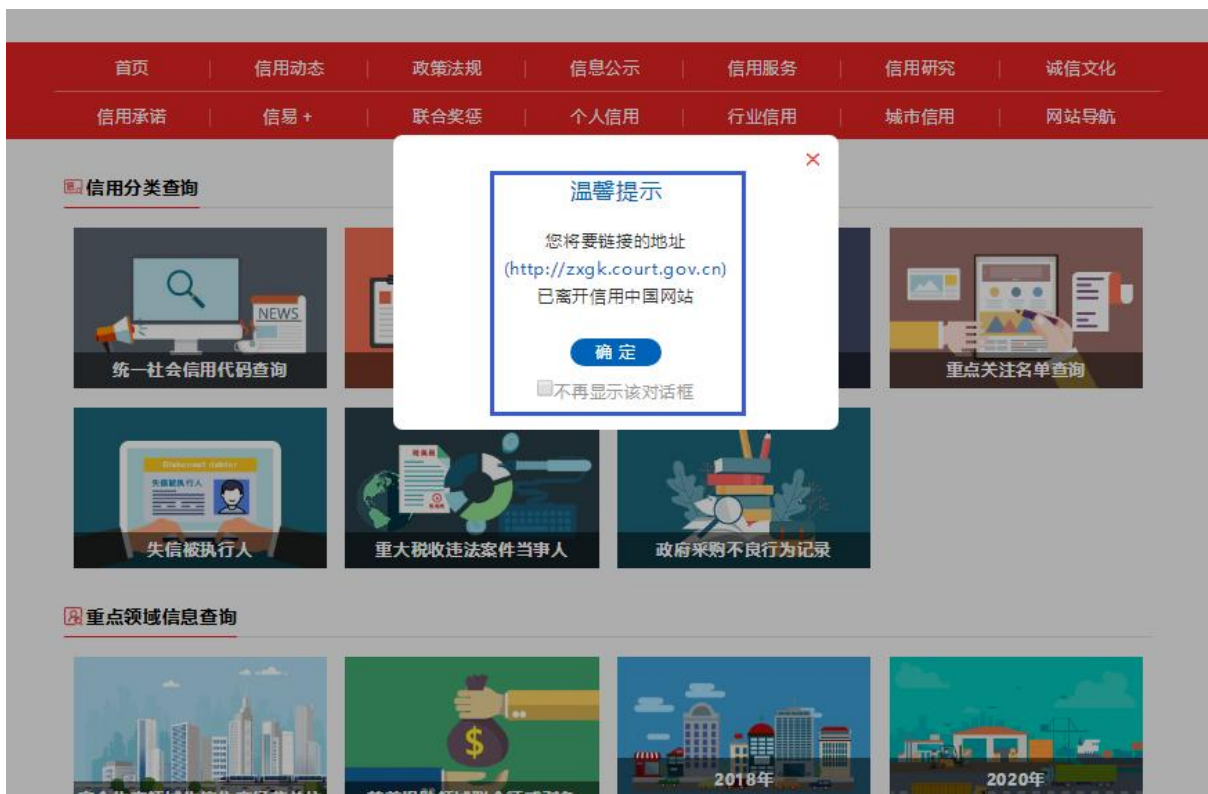 首页
信用动态
政策法规
信息公示
信用服务
信用研究
诚信文化
信用承诺
信易+
联合奖惩
个人信用
行业信用
城市信用
网站导航
温馨提示
您将要链接的地址
(http://zxgk.court.gov.cn)
已离开信用中国网站
确定
不再显示该对话框
信用分类查询
NEWS
统一社会信用代码查询
重点关注名单查询
Dishonest debtor
失信被执行人
失信被执行人
重大税收违法案件当事人
政府采购不良行为记录
重点领域信息查询
2018年
2020年